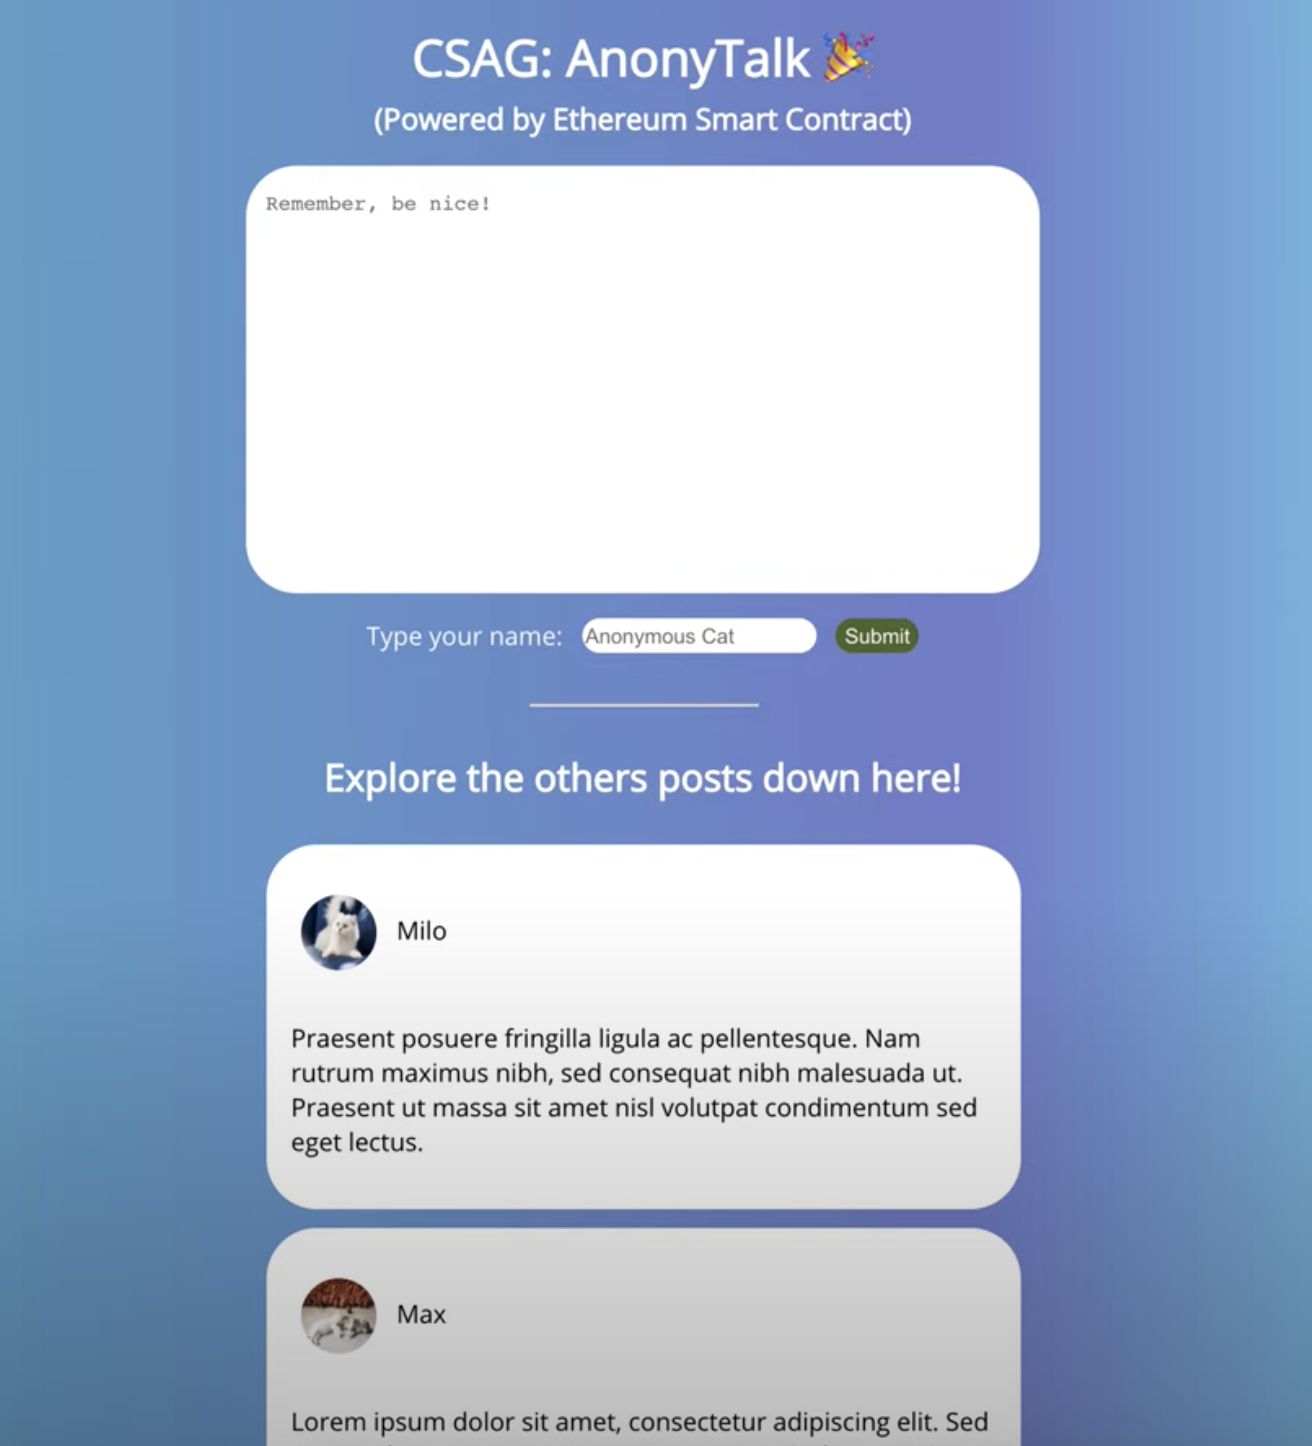 CSAG: AnonyTalk 🎉
(Powered by Ethereum Smart Contract)
Remember, be nice!
Type your name: Anonymous Cat Submit
Explore the others posts down here!
Milo
Praesent posuere fringilla ligula ac pellentesque. Nam
rutrum maximus nibh, sed consequat nibh malesuada ut.
Praesent ut massa sit amet nisl volutpat condimentum sed
eget lectus.
Max
Lorem ipsum dolor sit amet, consectetur adipiscing elit. Sed